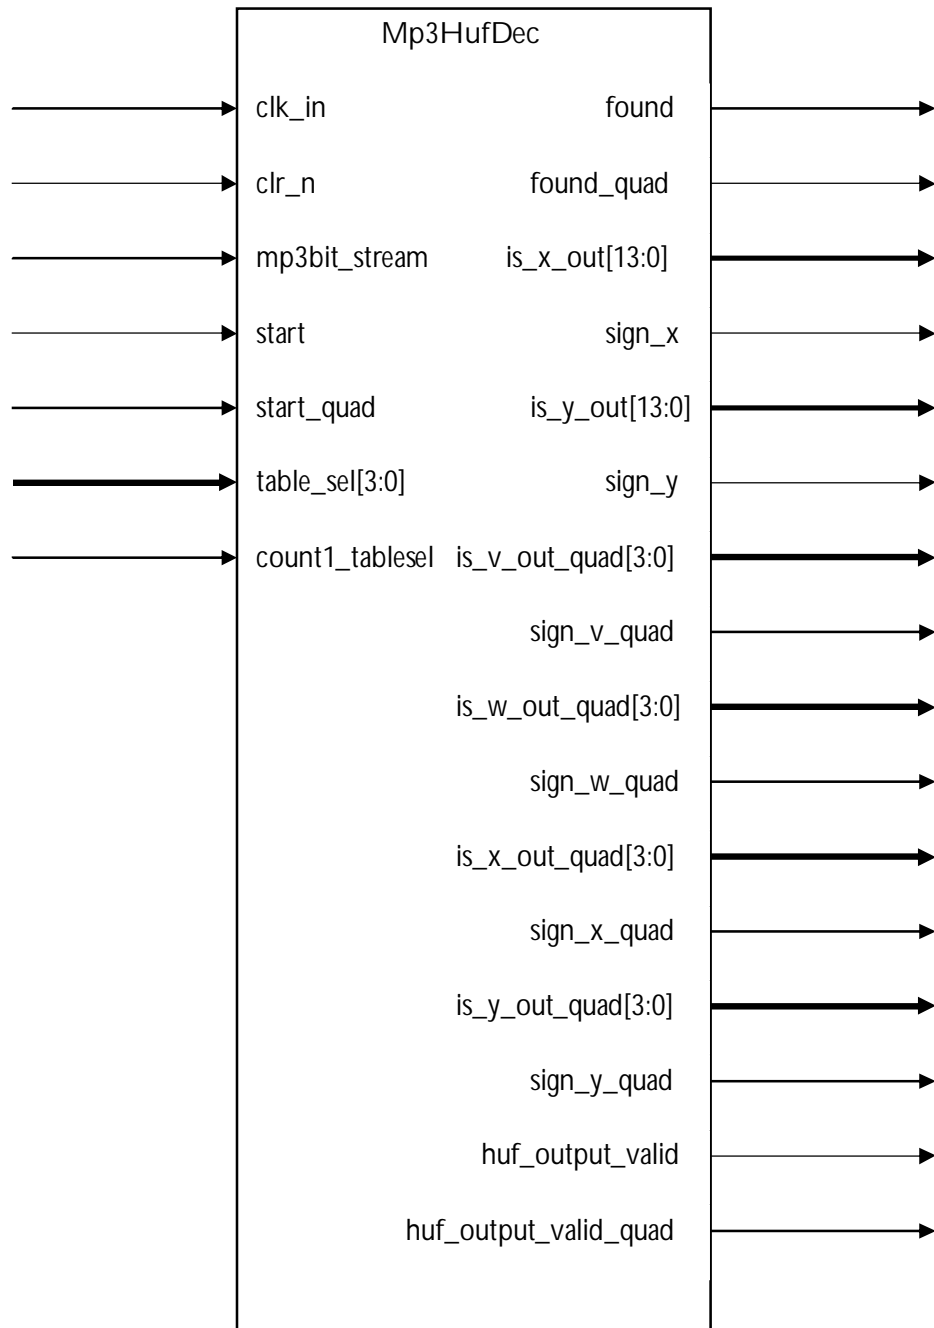 Mp3HufDec
clk_in found
clr_n found_quad
mp3bit_stream is_x_out[13:0]
start sign_x
start_quad is_y_out[13:0]
table_sel[3:0] sign_y
count1_tablesel is_v_out_quad[3:0]
sign_v_quad
is_w_out_quad[3:0]
sign_w_quad
is_x_out_quad[3:0]
sign_x_quad
is_y_out_quad[3:0]
sign_y_quad
huf_output_valid
huf_output_valid_quad